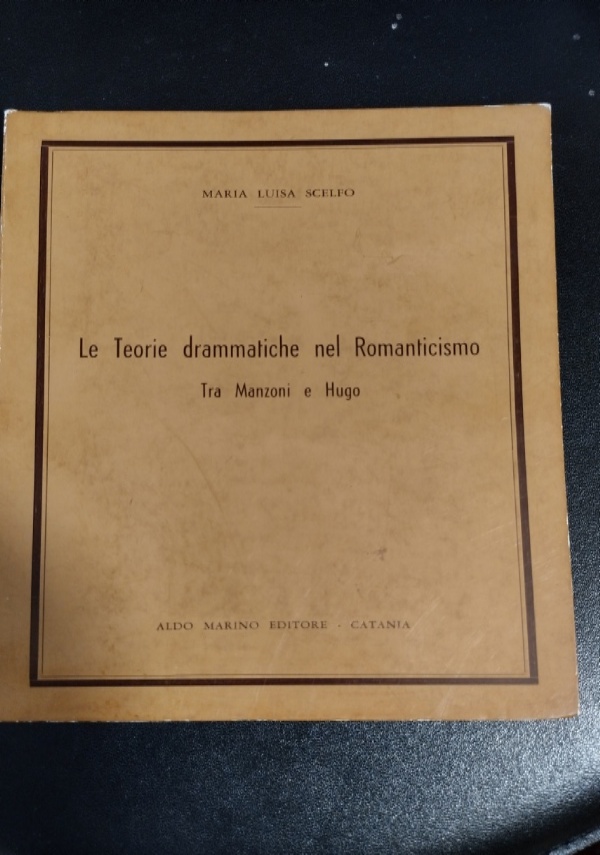 MARIA LUISA SCELFO
Le Teorie drammatiche nel Romanticismo
Tra Manzoni e Hugo
ALDO MARINO EDITORE - CATANIA